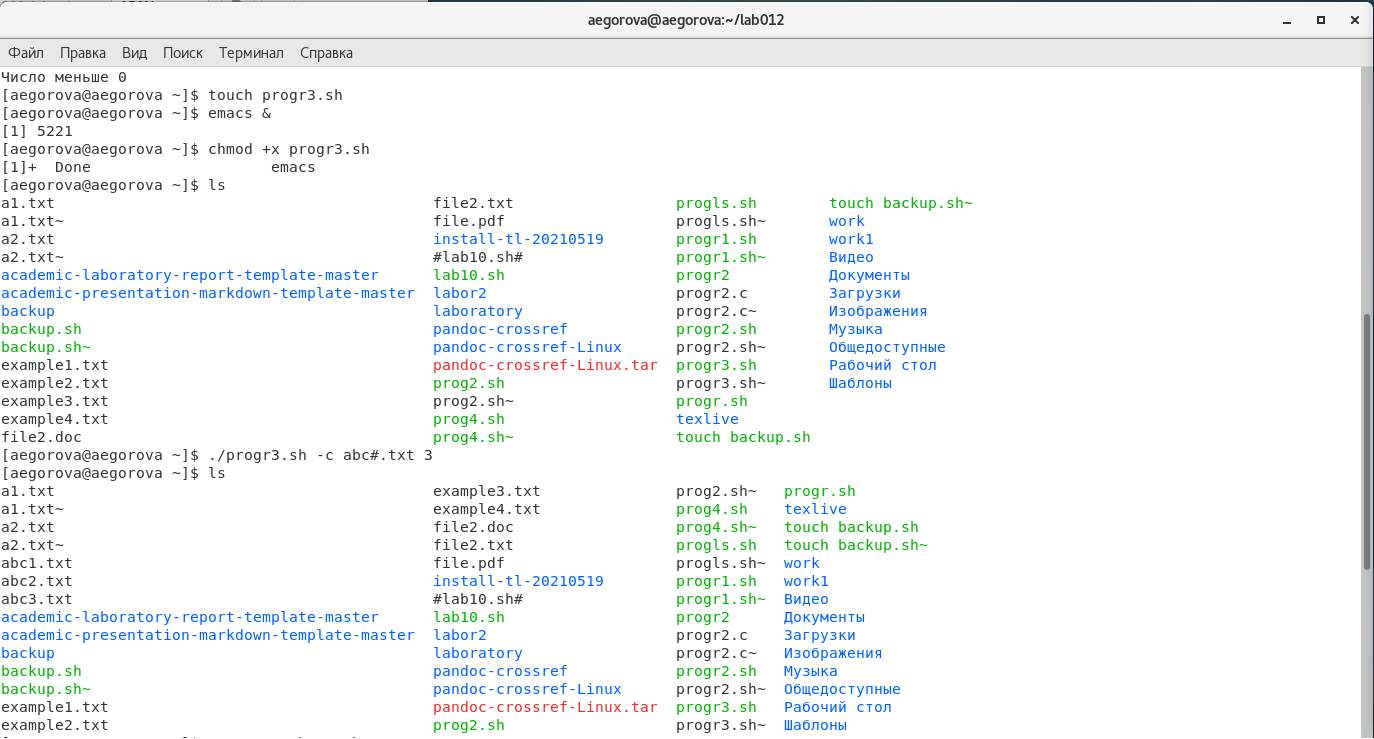 aegorova@aegorova:~/lab012
Файл Правка Вид Поиск Терминал Справка
Число меньше 0
[aegorova@aegorova ~]$ touch progr3.sh
[aegorova@aegorova ~]$ emacs &
[1] 5221
[aegorova@aegorova ~]$ chmod +x progr3.sh
[1]+  Done                    emacs
[aegorova@aegorova ~]$ ls
a1.txt file2.txt progls.sh touch backup.sh~
a1.txt~ file.pdf progls.sh~ work
a2.txt install-tl-20210519 progr1.sh work1
a2.txt~ #lab10.sh# progr1.sh~ Видео
academic-laboratory-report-template-master lab10.sh progr2 Документы
academic-presentation-markdown-template-master labor2 progr2.c Загрузки
backup laboratory progr2.c~ Изображения
backup.sh pandoc-crossref progr2.sh Музыка
backup.sh~ pandoc-crossref-Linux progr2.sh~ Общедоступные
example1.txt pandoc-crossref-Linux.tar progr3.sh Рабочий стол
example2.txt prog2.sh progr3.sh~ Шаблоны
example3.txt prog2.sh~ progr.sh
example4.txt prog4.sh texlive
file2.doc prog4.sh~ touch backup.sh
[aegorova@aegorova ~]$ ./progr3.sh -c abc#.txt 3
[aegorova@aegorova ~]$ ls
a1.txt example3.txt prog2.sh~ progr.sh
a1.txt~ example4.txt prog4.sh texlive
a2.txt file2.doc prog4.sh~ touch backup.sh
a2.txt~ file2.txt progls.sh touch backup.sh~
abc1.txt file.pdf progls.sh~ work
abc2.txt install-tl-20210519 progr1.sh work1
abc3.txt #lab10.sh# progr1.sh~ Видео
academic-laboratory-report-template-master lab10.sh progr2 Документы
academic-presentation-markdown-template-master labor2 progr2.c Загрузки
backup laboratory progr2.c~ Изображения
backup.sh pandoc-crossref progr2.sh Музыка
backup.sh~ pandoc-crossref-Linux progr2.sh~ Общедоступные
example1.txt pandoc-crossref-Linux.tar progr3.sh Рабочий стол
example2.txt prog2.sh progr3.sh~ Шаблоны